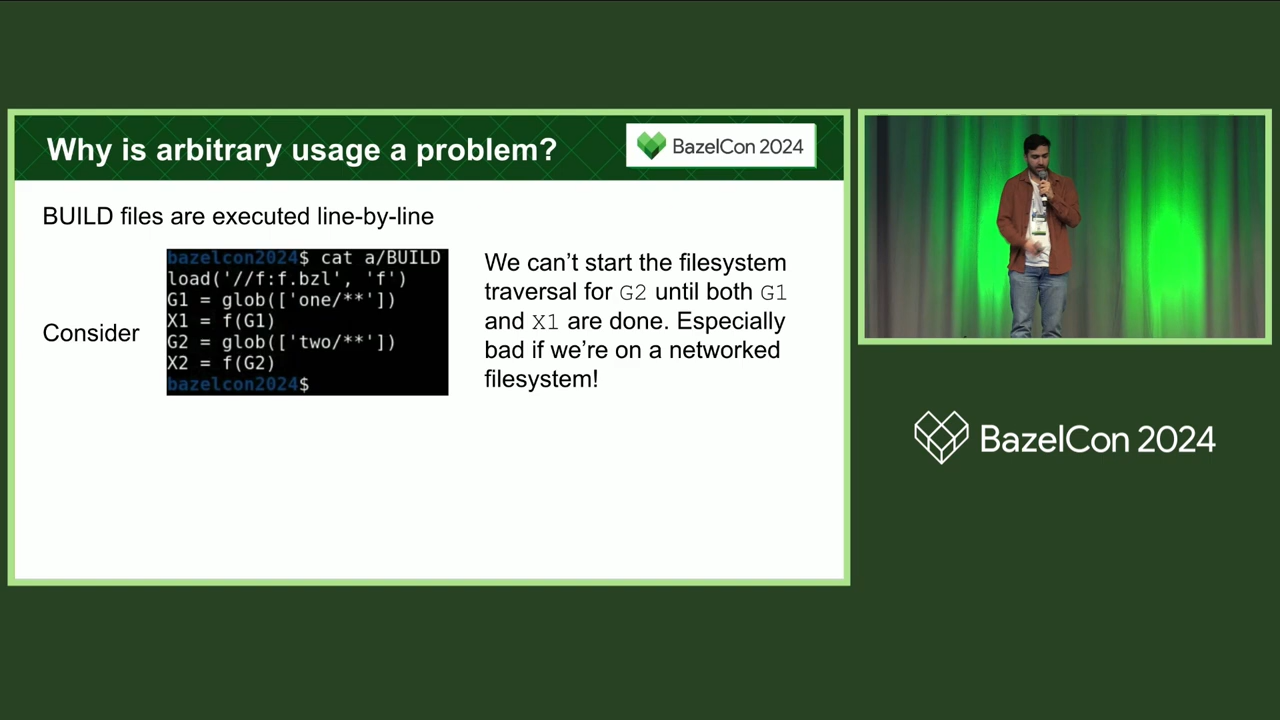 Why is arbitrary usage a problem?
BazelCon 2024
BUILD files are executed line-by-line
Consider
bazelcon2024$ cat a/BUILD
load('//f:f.bzl', 'f')
G1 = glob(['one/**'])
X1 = f(G1)
G2 = glob(['two/**'])
X2 = f(G2)
bazelcon2024$
We can’t start the filesystem
traversal for G2 until both G1
and X1 are done. Especially
bad if we’re on a networked
filesystem!
BazelCon 2024